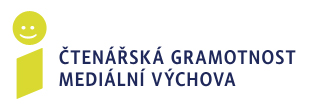 ČTENÁŘSKÁ GRAMOTNOST
MEDIÁLNÍ VÝCHOVA